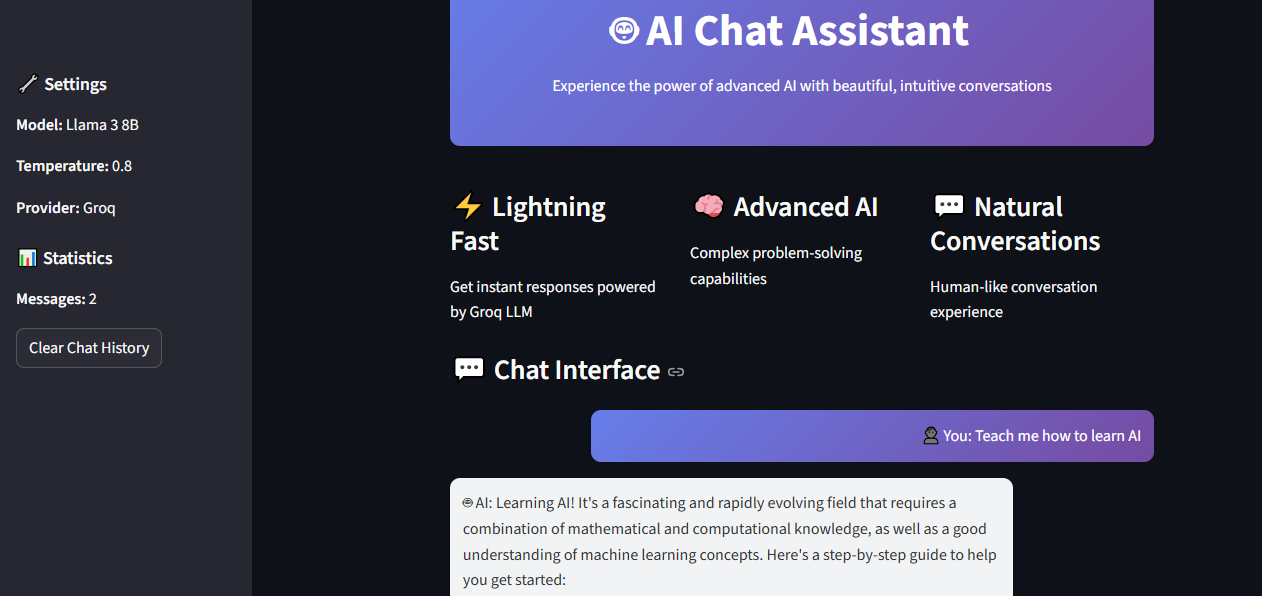 Settings
Model: Llama 3 8B
Temperature: 0.8
Provider: Groq
Statistics
Messages: 2
Clear Chat History
AI Chat Assistant
Experience the power of advanced AI with beautiful, intuitive conversations
Lightning
Fast
Get instant responses powered
by Groq LLM
Advanced AI
Complex problem-solving
capabilities
Natural
Conversations
Human-like conversation
experience
Chat Interface
You: Teach me how to learn AI
AI: Learning AI! It's a fascinating and rapidly evolving field that requires a
combination of mathematical and computational knowledge, as well as a good
understanding of machine learning concepts. Here's a step-by-step guide to help
you get started: